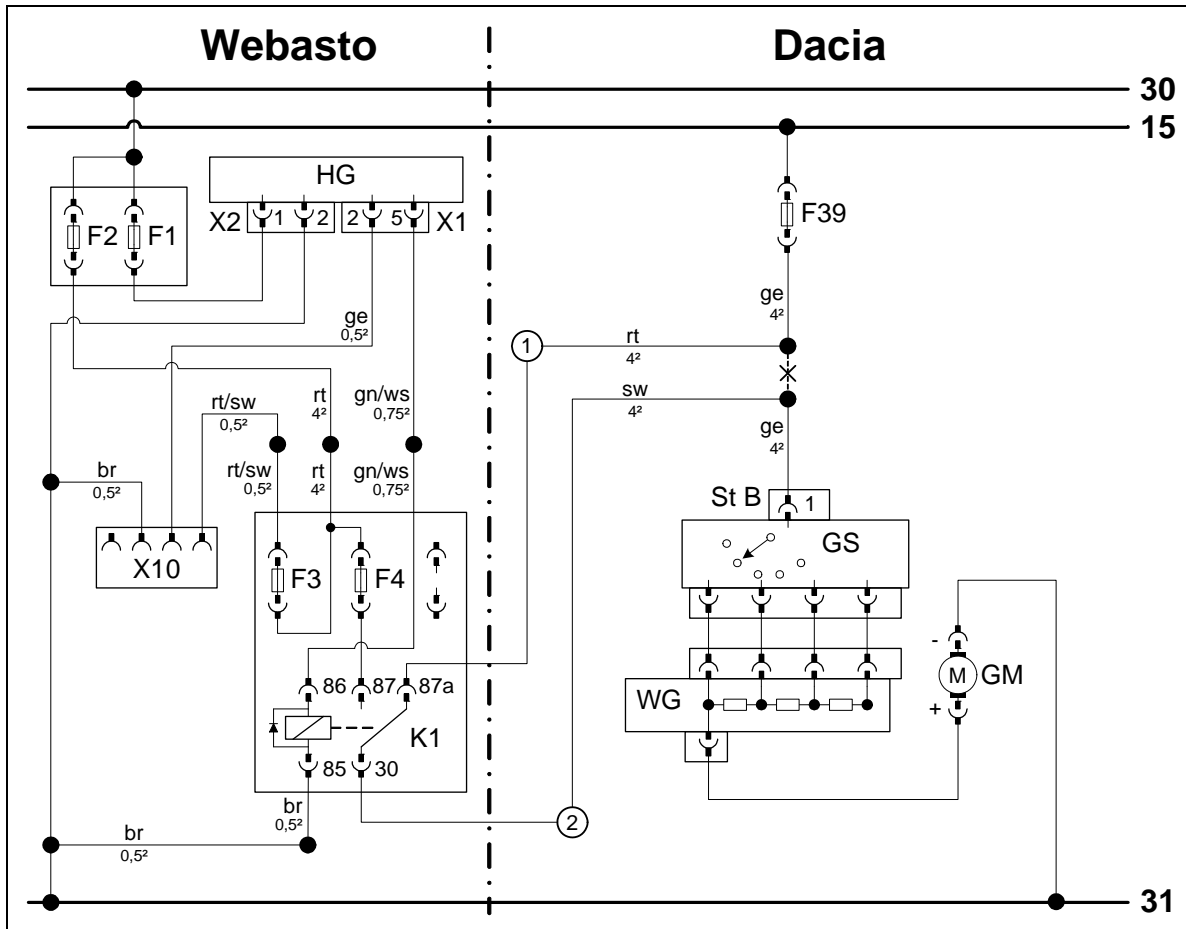 Webasto
Dacia
30
15
HG
X2
1
2
2
5
X1
F2
F1
F39
ge
0,5²
ge
4²
1
rt
4²
rt/sw
0,5²
rt
4²
gn/ws
0,75²
sw
4²
ge
4²
br
0,5²
rt/sw
0,5²
rt
4²
gn/ws
0,75²
St B
1
GS
X10
F3
F4
-
M
GM
+
86
87
87a
WG
K1
85
30
br
0,5²
2
br
0,5²
31